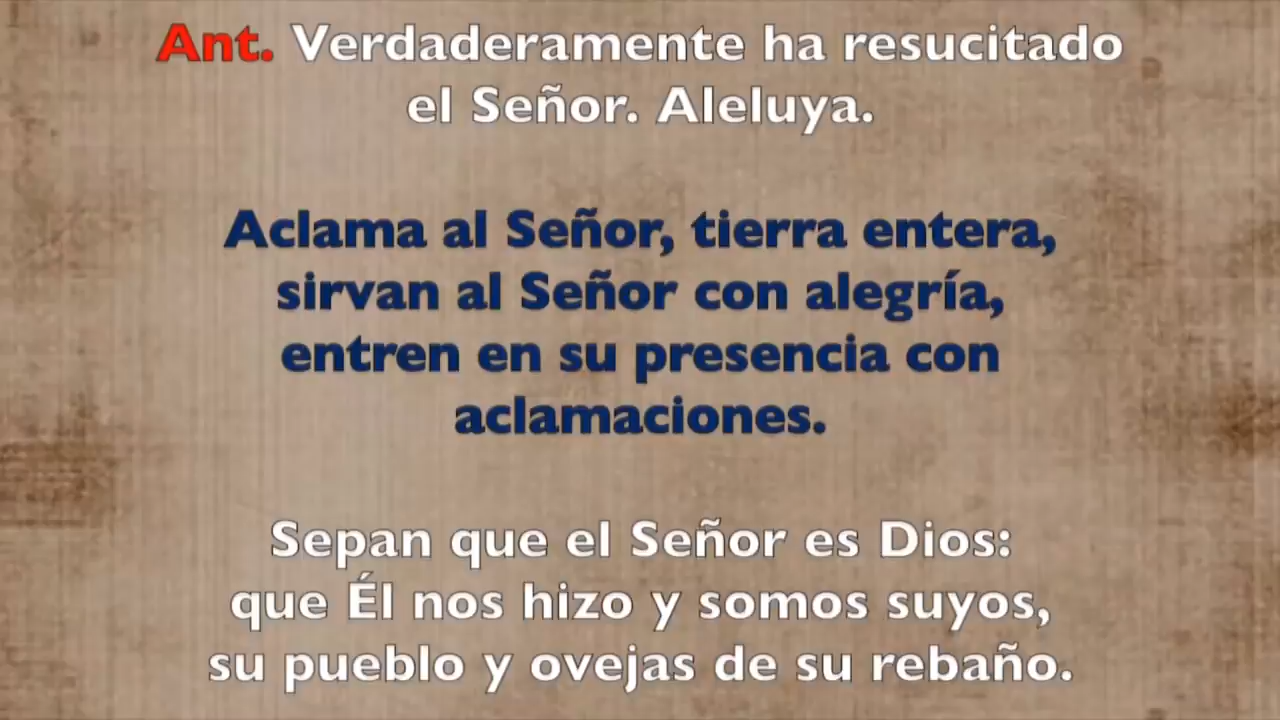 Ant. Verdaderamente ha resucitado
el Señor. Aleluya.
Aclama al Señor, tierra entera,
sirvan al Señor con alegría,
entren en su presencia con
aclamaciones.
Sepan que el Señor es Dios:
que Él nos hizo y somos suyos,
su pueblo y ovejas de su rebaño.